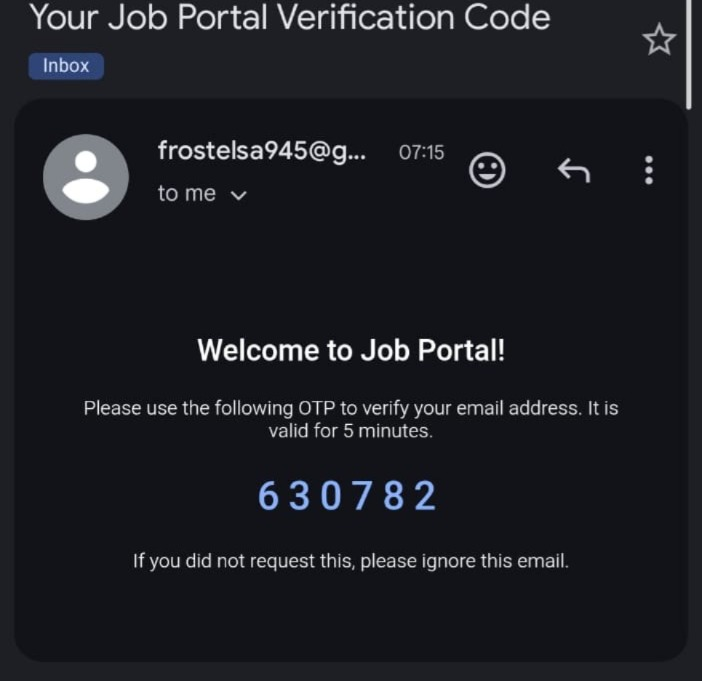 Your Job Portal Verification Code
Inbox
frostelsa945@g... 07:15
to me
Welcome to Job Portal!
Please use the following OTP to verify your email address. It is
valid for 5 minutes.
630782
If you did not request this, please ignore this email.